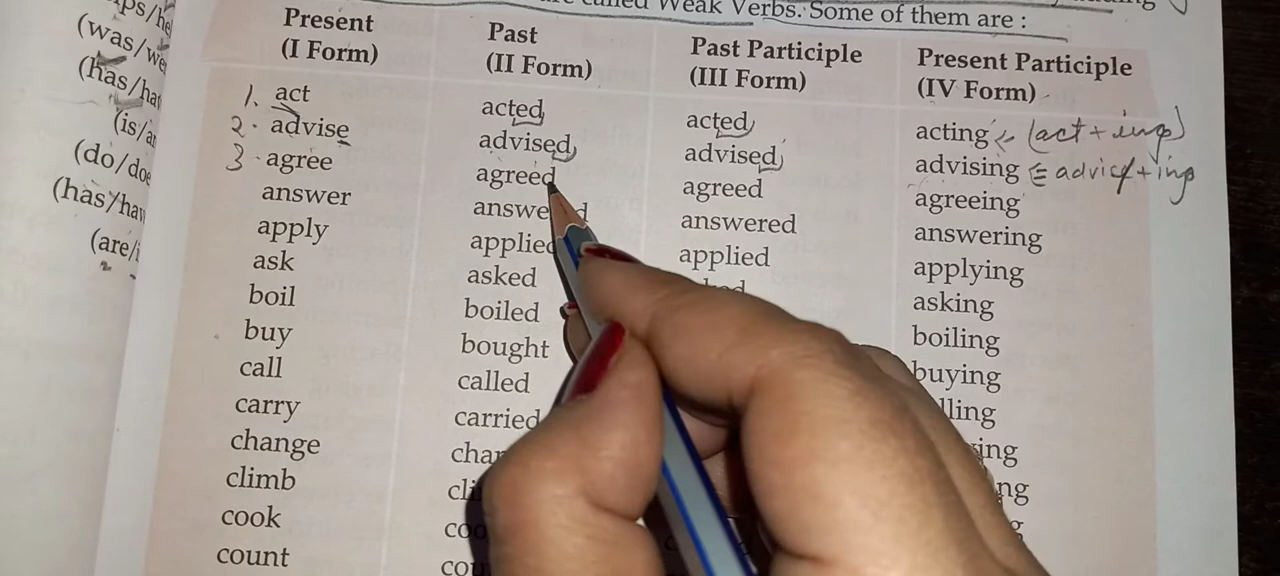 called Weak Verbs. Some of them are :
(was/we
(has/ha
(is/a
(do/doe
(has/hav
(are/i
Present Past Past Participle Present Participle
(I Form) (II Form) (III Form) (IV Form)
1. act acted acted acting (act + ing)
2. advise advised advised advising = advice + ing
3. agree agreed agreed agreeing
answer answered answering
apply applied applied applying
ask asked asking
boil boiled boiling
buy bought buying
call called
carry carried
change
climb
cook
count